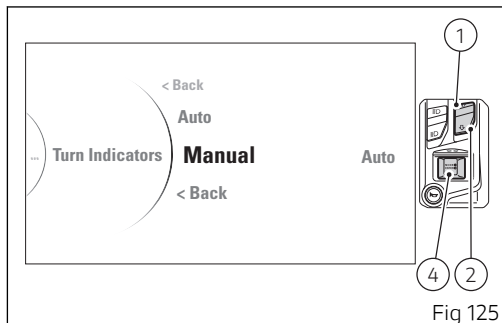 1
< Back
Auto
... Turn Indicators Manual Auto
< Back
4 2
Fig 125